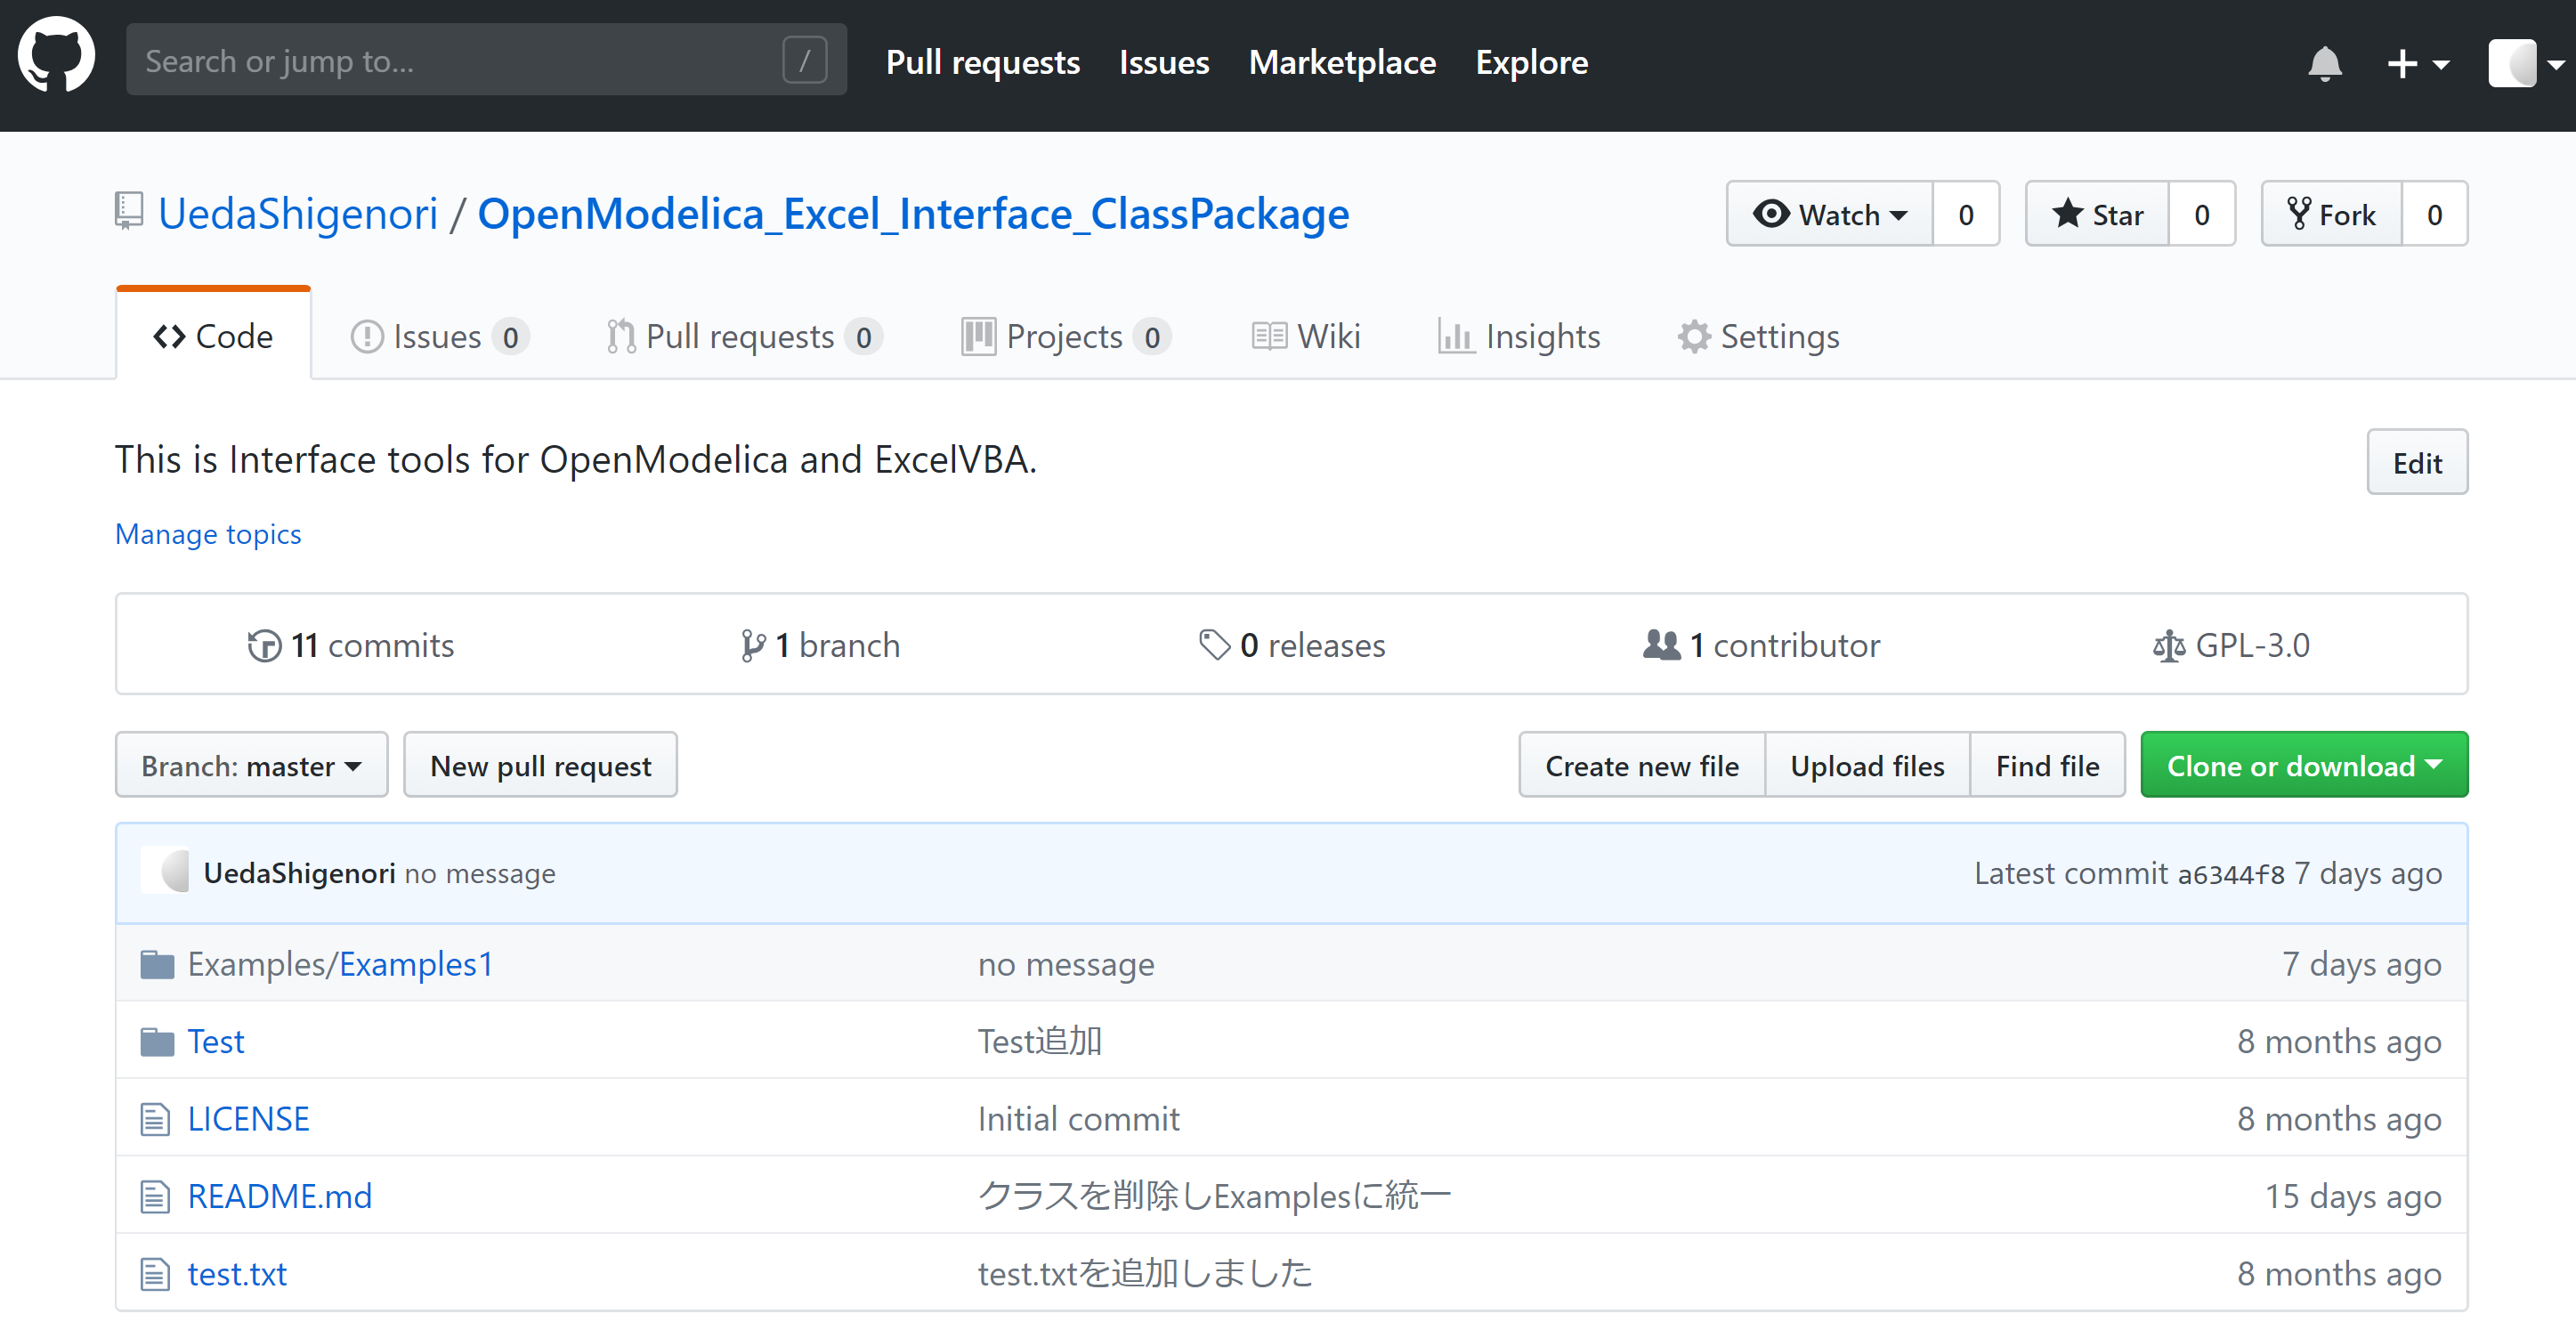 Search or jump to... / Pull requests Issues Marketplace Explore
UedaShigenori / OpenModelica_Excel_Interface_ClassPackage Watch 0 Star 0 Fork 0
Code Issues 0 Pull requests 0 Projects 0 Wiki Insights Settings
This is Interface tools for OpenModelica and ExcelVBA. Edit
Manage topics
11 commits 1 branch 0 releases 1 contributor GPL-3.0
Branch: master New pull request Create new file Upload files Find file Clone or download
UedaShigenori no message Latest commit a6344f8 7 days ago
Examples/Examples1 no message 7 days ago
Test Test追加 8 months ago
LICENSE Initial commit 8 months ago
README.md クラスを削除しExamplesに統一 15 days ago
test.txt test.txtを追加しました 8 months ago